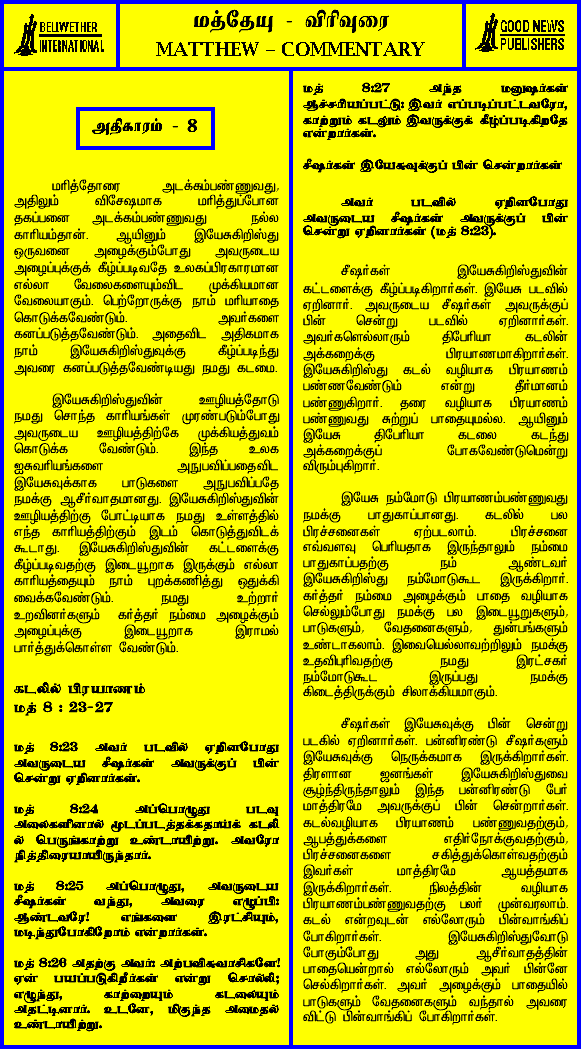 BELIWETHER
INTERNATIONAL
மத்தேயு - விரிவுரை
MATTHEW – COMMENTARY
GOOD NEWS
PUBLISHERS
அதிகாரம் - 8
மரித்தோரை அடக்கம்பண்ணுவது,
அதிலும் விசேஷமாக மரித்துப்போன
தகப்பனை அடக்கம்பண்ணுவது நல்ல
காரியம்தான். ஆயினும் இயேசுகிறிஸ்து
ஒருவனை அழைக்கும்போது அவருடைய
அழைப்புக்குக் கீழ்ப்படிவதே உலகப்பிரகாரமான
எல்லா வேலைகளையும்விட முக்கியமான
வேலையாகும். பெற்றோருக்கு நாம் மரியாதை
கொடுக்கவேண்டும். அவர்களை
கனப்படுத்தவேண்டும். அதைவிட அதிகமாக
நாம் இயேசுகிறிஸ்துவுக்கு கீழ்ப்படிந்து
அவரை கனப்படுத்தவேண்டியது நமது கடமை.
இயேசுகிறிஸ்துவின் ஊழியத்தோடு
நமது சொந்த காரியங்கள் முரண்படும்போது
அவருடைய ஊழியத்திற்கே முக்கியத்துவம்
கொடுக்க வேண்டும். இந்த உலக
ஐசுவரியங்களை அநுபவிப்பதைவிட
இயேசுவுக்காக பாடுகளை அநுபவிப்பதே
நமக்கு ஆசீர்வாதமானது. இயேசுகிறிஸ்துவின்
ஊழியத்திற்கு போட்டியாக நமது உள்ளத்தில்
எந்த காரியத்திற்கும் இடம் கொடுத்துவிடக்
கூடாது. இயேசுகிறிஸ்துவின் கட்டளைக்கு
கீழ்ப்படிவதற்கு இடையூறாக இருக்கும் எல்லா
காரியத்தையும் நாம் புறக்கணித்து ஒதுக்கி
வைக்கவேண்டும். நமது உற்றார்
உறவினர்களும் கர்த்தர் நம்மை அழைக்கும்
அழைப்புக்கு இடையூறாக இராமல்
பார்த்துக்கொள்ள வேண்டும்.
கடலில் பிரயாணம்
மத் 8 : 23-27
மத் 8:23 அவர் படவில் ஏறினபோது
அவருடைய சீஷர்கள் அவருக்குப் பின்
சென்று ஏறினார்கள்.
மத் 8:24 அப்பொழுது படவு
அலைகளினால் மூடப்படத்தக்கதாய்க் கடலி
ல் பெருங்காற்று உண்டாயிற்று. அவரோ
நித்திரையாயிருந்தார்.
மத் 8:25 அப்பொழுது, அவருடைய
சீஷர்கள் வந்து, அவரை எழுப்பி:
ஆண்டவரே! எங்களை இரட்சியும்,
மடிந்துபோகிறோம் என்றார்கள்.
மத் 8:26 அதற்கு அவர்: அற்பவிசுவாசிகளே!
ஏன் பயப்படுகிறீர்கள் என்று சொல்லி;
எழுந்து, காற்றையும் கடலையும்
அதட்டினார். உடனே, மிகுந்த அமைதல்
உண்டாயிற்று.
மத் 8:27 அந்த மனுஷர்கள்
ஆச்சரியப்பட்டு: இவர் எப்படிப்பட்டவரோ,
காற்றும் கடலும் இவருக்குக் கீழ்ப்படிகிறதே
என்றார்கள்.
சீஷர்கள் இயேசுவுக்குப் பின் சென்றார்கள்
அவர் படவில் ஏறினபோது
அவருடைய சீஷர்கள் அவருக்குப் பின்
சென்று ஏறினார்கள் (மத் 8:23).
சீஷர்கள் இயேசுகிறிஸ்துவின்
கட்டளைக்கு கீழ்படிகிறார்கள். இயேசு படவில்
ஏறினார். அவருடைய சீஷர்கள் அவருக்குப்
பின் சென்று படவில் ஏறினார்கள்.
அவர்களெல்லாரும் திபேரியா கடலின்
அக்கறைக்கு பிரயாணமாகிறார்கள்.
இயேசுகிறிஸ்து கடல் வழியாக பிரயாணம்
பண்ணவேண்டும் என்று தீர்மானம்
பண்ணுகிறார். தரை வழியாக பிரயாணம்
பண்ணுவது சுற்றுப் பாதையுமல்ல. ஆயினும்
இயேசு திபேரியா கடலை கடந்து
அக்கறைக்குப் போகவேண்டுமென்று
விரும்புகிறார்.
இயேசு நம்மோடு பிரயாணம்பண்ணுவது
நமக்கு பாதுகாப்பானது. கடலில் பல
பிரச்சனைகள் ஏற்படலாம். பிரச்சனை
எவ்வளவு பெரியதாக இருந்தாலும் நம்மை
பாதுகாப்பதற்கு நம் ஆண்டவர்
இயேசுகிறிஸ்து நம்மோடுகூட இருக்கிறார்.
கர்த்தர் நம்மை அழைக்கும் பாதை வழியாக
செல்லும்போது நமக்கு பல இடையூறுகளும்,
பாடுகளும், வேதனைகளும், துன்பங்களும்
உண்டாகலாம். இவையெல்லாவற்றிலும் நமக்கு
உதவிபுரிவதற்கு நமது இரட்சகர்
நம்மோடுகூட இருப்பது நமக்கு
கிடைத்திருக்கும் சிலாக்கியமாகும்.
சீஷர்கள் இயேசுவுக்கு பின் சென்று
படகில் ஏறினார்கள். பன்னிரண்டு சீஷர்களும்
இயேசுவுக்கு நெருக்கமாக இருக்கிறார்கள்.
திரளான ஜனங்கள் இயேசுகிறிஸ்துவை
சூழ்ந்திருந்தாலும் இந்த பன்னிரண்டு பேர்
மாத்திரமே அவருக்குப் பின் சென்றார்கள்.
கடல்வழியாக பிரயாணம் பண்ணுவதற்கும்,
ஆபத்துக்களை எதிர்நோக்குவதற்கும்,
பிரச்சனைகளை சகித்துக்கொள்வதற்கும்
இவர்கள் மாத்திரமே ஆயத்தமாக
இருக்கிறார்கள். நிலத்தின் வழியாக
பிரயாணம்பண்ணுவதற்கு பலர் முன்வரலாம்.
கடல் என்றவுடன் எல்லோரும் பின்வாங்கிப்
போகிறார்கள். இயேசுகிறிஸ்துவோடு
போகும்போது அது ஆசீர்வாதத்தின்
பாதையென்றால் எல்லோரும் அவர் பின்னே
செல்கிறார்கள். அவர் அழைக்கும் பாதையில்
பாடுகளும் வேதனைகளும் வந்தால் அவரை
விட்டு பின்வாங்கிப் போகிறார்கள்.